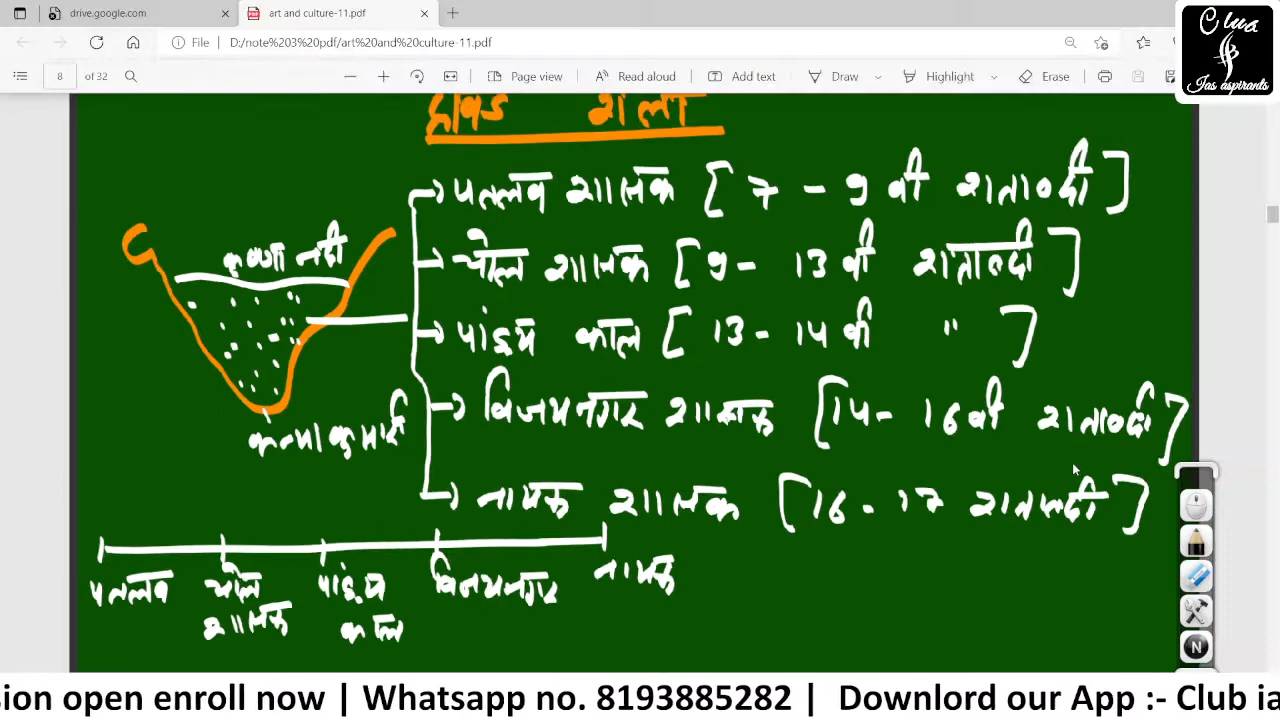 drive.google.com
art and culture-11.pdf
File
D:/note%203%20pdf/art%20and%20culture-11.pdf
8 of 32
Page view
Read aloud
Add text
Draw
Highlight
Erase
Club
Ias aspirants
द्रविड शैली
पल्लव शासक [ 7 - 9 वी शताब्दी ]
चोल शासक [ 9 - 13 वी शताब्दी ]
पांडय काल [ 13 - 14 वी " ]
विजयनगर शासक [ 14 - 16 वी शताब्दी ]
नायक शासक [ 16 - 17 शताब्दी ]
कृष्णा नदी
कन्याकुमारी
पल्लव
चोल शासक
पांडय काल
विजयनगर
नायक
N
sion open enroll now | Whatsapp no. 8193885282 | Downlord our App :- Club ia